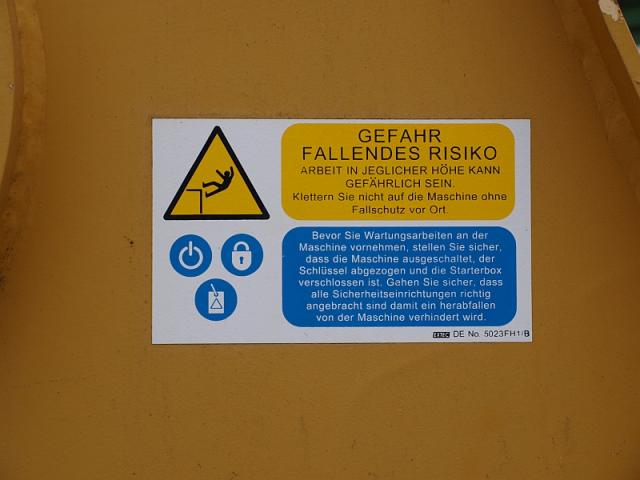 GEFAHR
FALLENDES RISIKO
ARBEIT IN JEGLICHER HÖHE KANN
GEFÄHRLICH SEIN.
Klettern Sie nicht auf die Maschine ohne
Fallschutz vor Ort.
Bevor Sie Wartungsarbeiten an der
Maschine vornehmen, stellen Sie sicher,
dass die Maschine ausgeschaltet, der
Schlüssel abgezogen und die Starterbox
verschlossen ist. Gehen Sie sicher, dass
alle Sicherheitseinrichtungen richtig
angebracht sind damit ein herabfallen
von der Maschine verhindert wird.
EXTEC DE No. 5023FH1/B